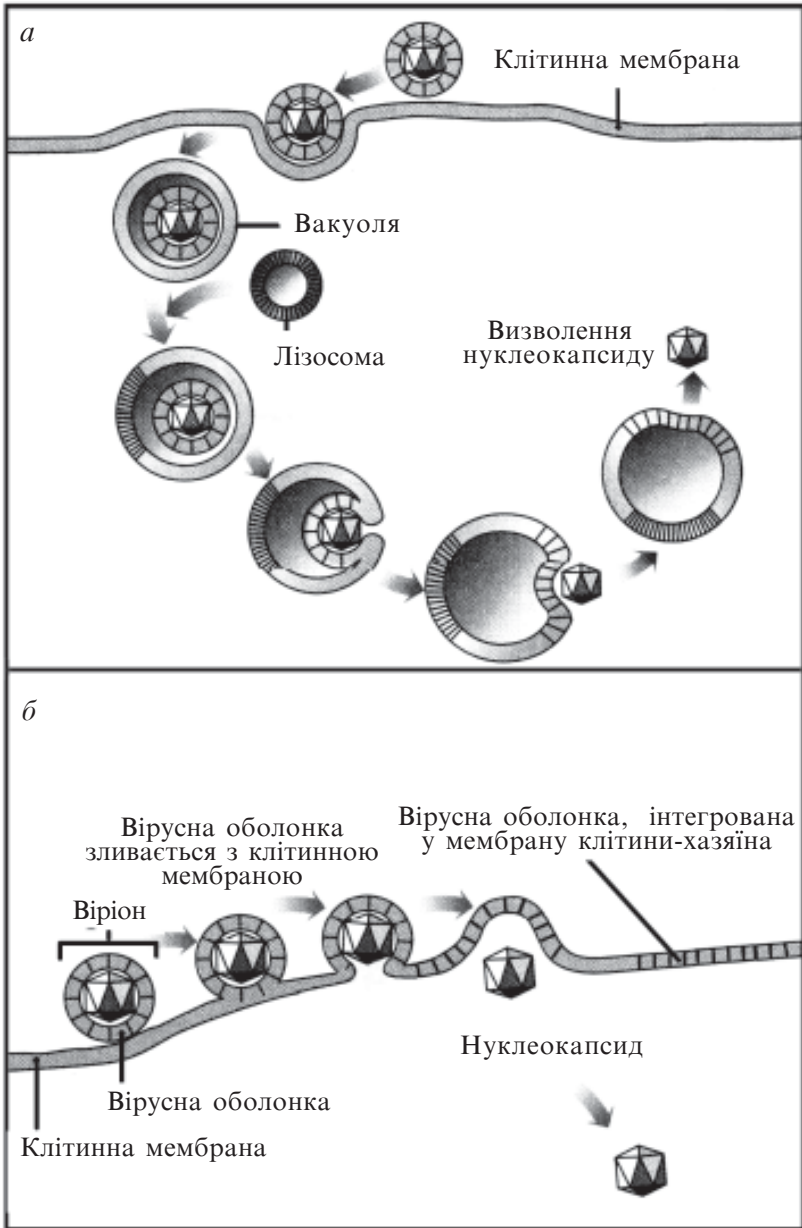 а
Клітинна мембрана
Вакуоля
Лізосома
Визволення
нуклеокапсиду
б
Вірусна оболонка
зливається з клітинною
мембраною
Вірусна оболонка, інтегрована
у мембрану клітини-хазяїна
Віріон
Нуклеокапсид
Вірусна оболонка
Клітинна мембрана